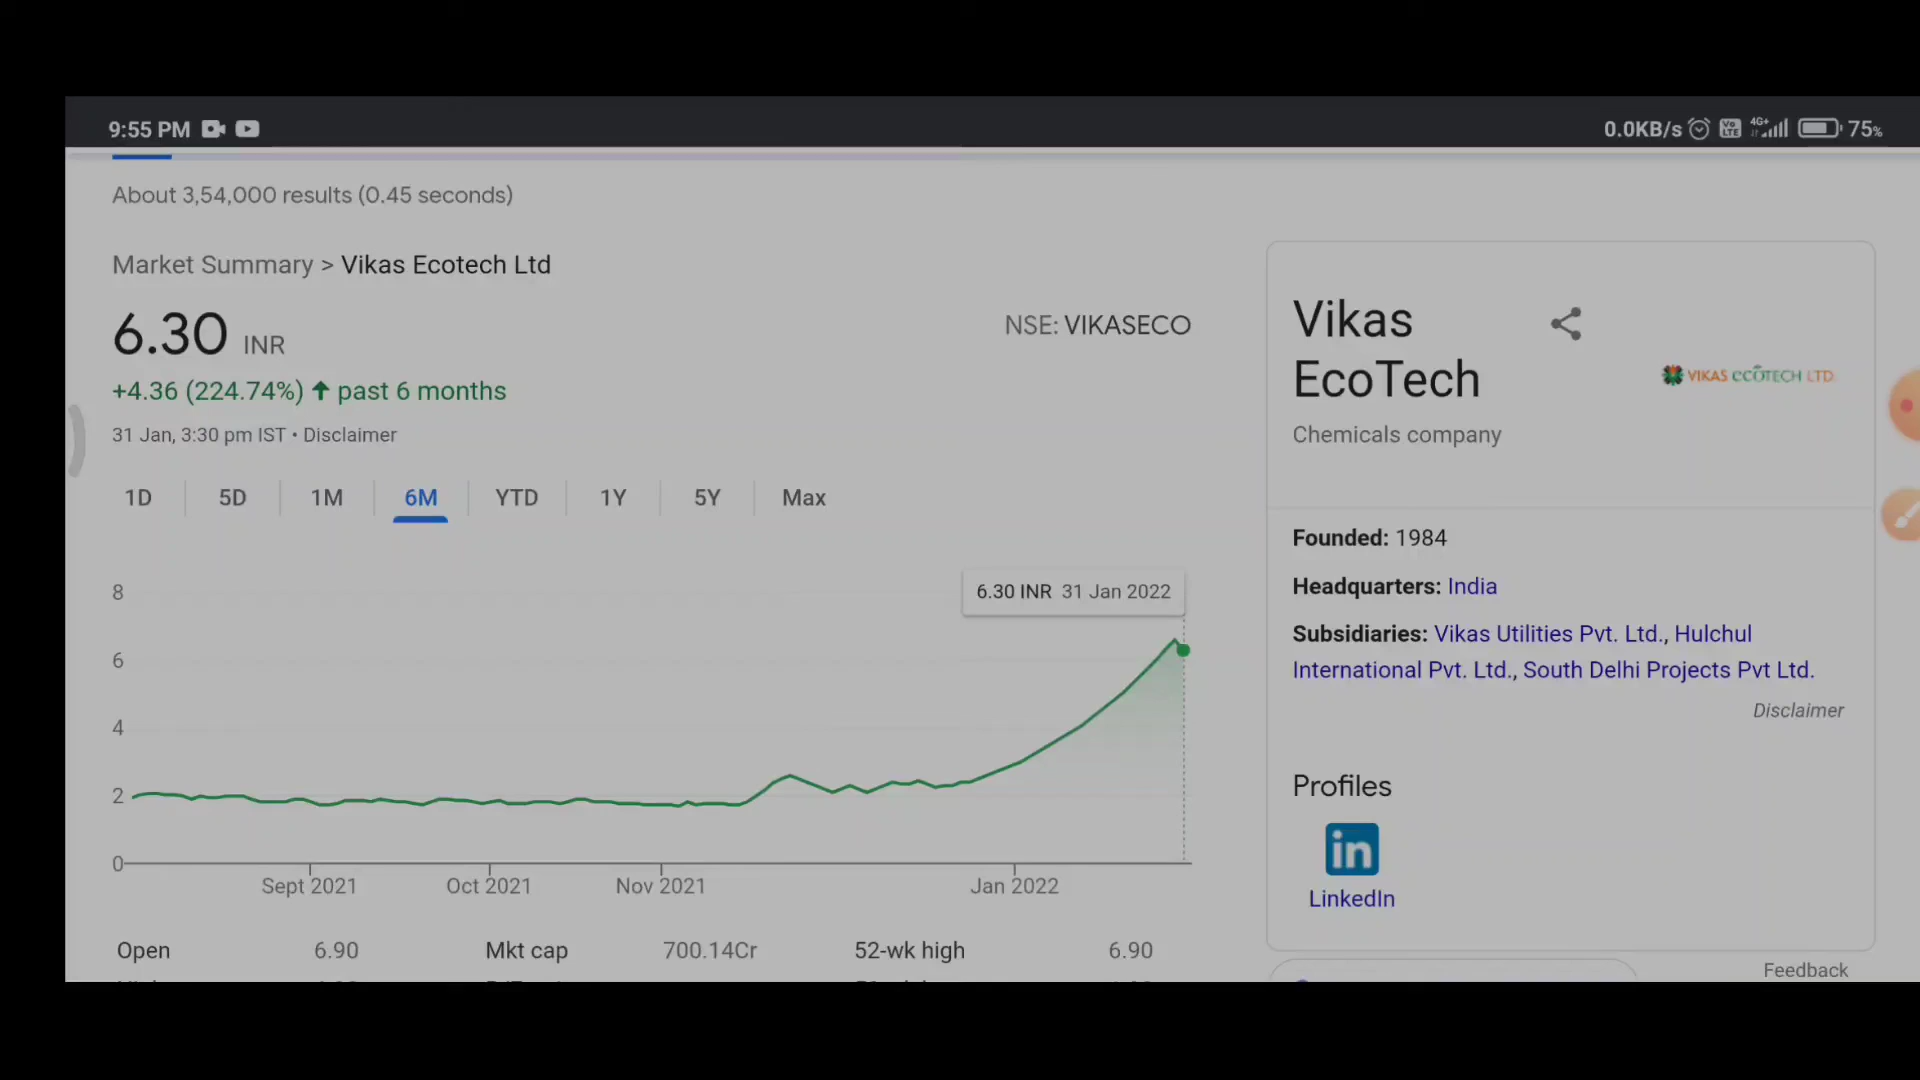 9:55 PM
0.0KB/s Vo LTE 4G+ 75%
About 3,54,000 results (0.45 seconds)
Market Summary > Vikas Ecotech Ltd
6.30 INR
NSE: VIKASECO
+4.36 (224.74%) ↑ past 6 months
31 Jan, 3:30 pm IST • Disclaimer
1D 5D 1M 6M YTD 1Y 5Y Max
6.30 INR 31 Jan 2022
8
6
4
2
0
Sept 2021 Oct 2021 Nov 2021 Jan 2022
Open 6.90 Mkt cap 700.14Cr 52-wk high 6.90
Vikas
EcoTech
VIKAS ECOTECH LTD
Chemicals company
Founded: 1984
Headquarters: India
Subsidiaries: Vikas Utilities Pvt. Ltd., Hulchul
International Pvt. Ltd., South Delhi Projects Pvt Ltd.
Disclaimer
Profiles
in
LinkedIn
Feedback